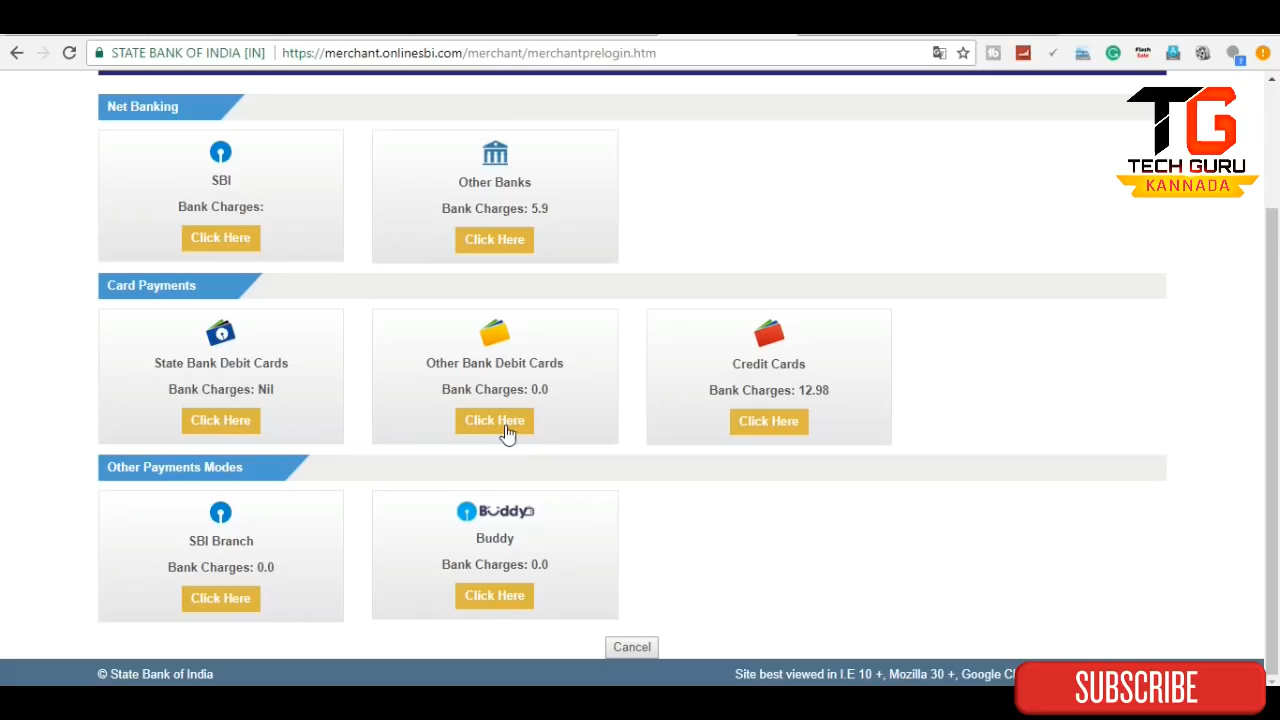 STATE BANK OF INDIA [IN]
https://merchant.onlinesbi.com/merchant/merchantprelogin.htm
Flash
Sale
TG
TECH GURU
KANNADA
Net Banking
SBI
Bank Charges:
Click Here
Other Banks
Bank Charges: 5.9
Click Here
Card Payments
State Bank Debit Cards
Bank Charges: Nil
Click Here
Other Bank Debit Cards
Bank Charges: 0.0
Click Here
Credit Cards
Bank Charges: 12.98
Click Here
Other Payments Modes
SBI Branch
Bank Charges: 0.0
Click Here
Buddy
Buddy
Bank Charges: 0.0
Click Here
Cancel
© State Bank of India
Site best viewed in I.E 10 +, Mozilla 30 +, Google
SUBSCRIBE